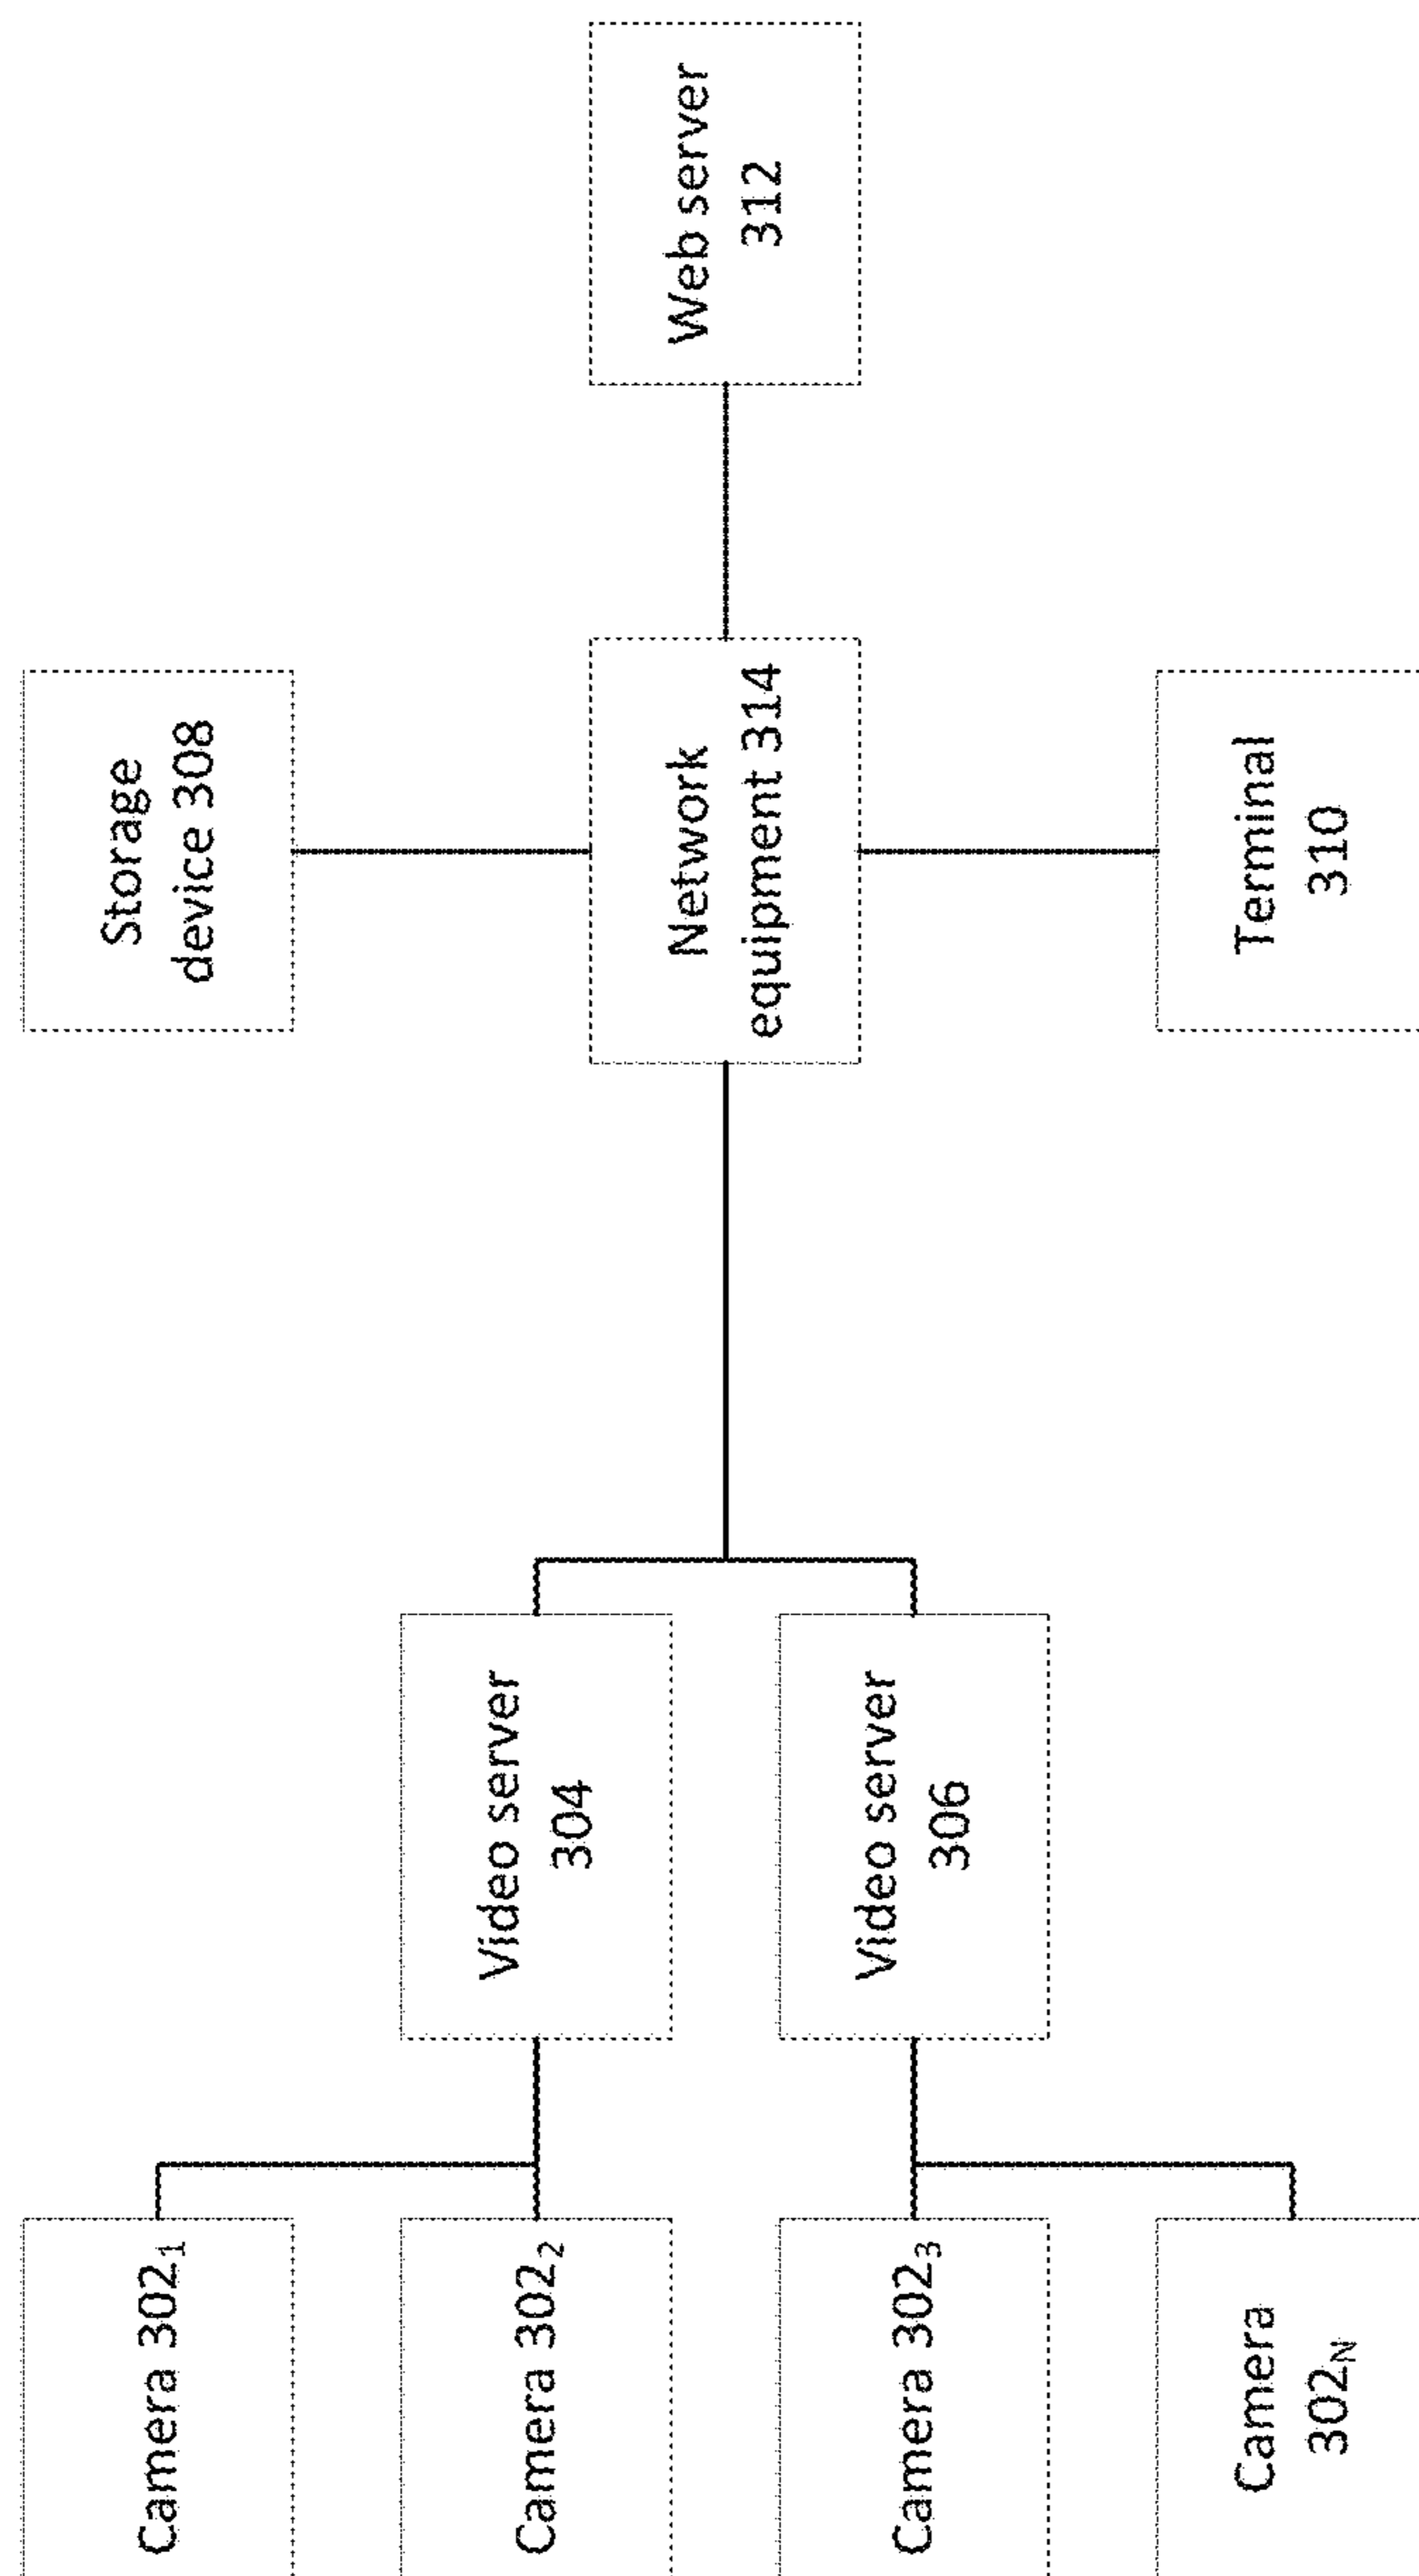 Camera 302₁
Camera 302₂
Camera 302₃
Camera
302N
Video server
304
Video server
306
Storage
device 308
Network
equipment 314
Terminal
310
Web server
312